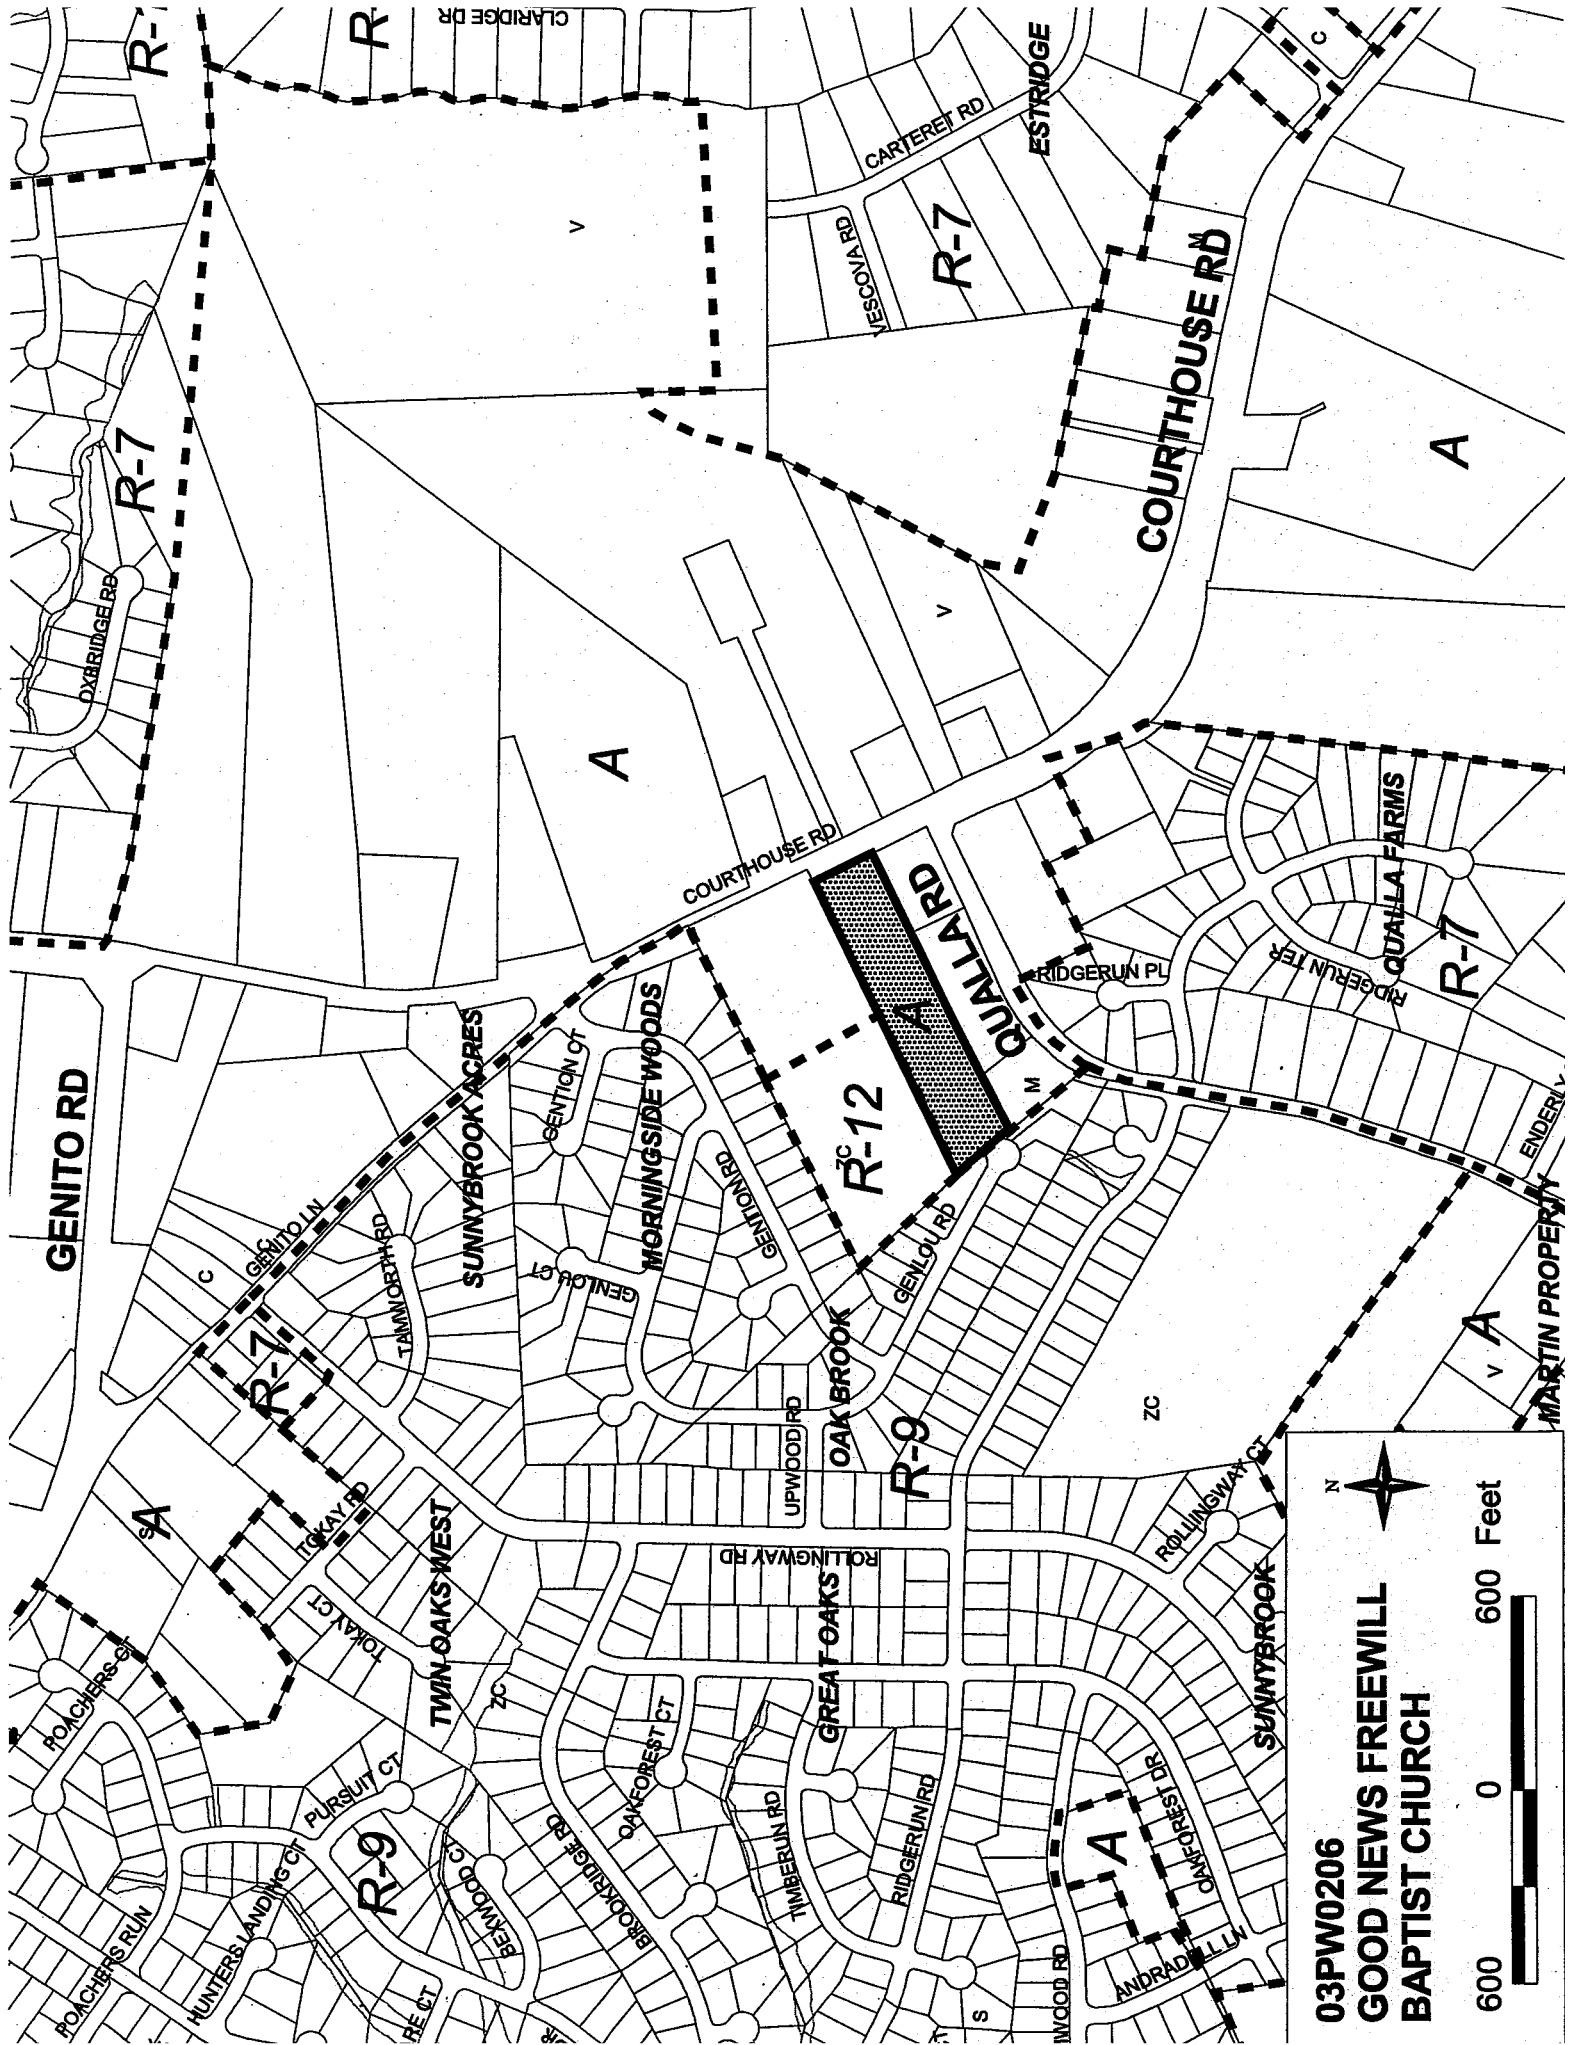 R-7
GENITO RD
POACHERS CT
POACHERS RUN
HUNTERS LANDING CT
PURSUIT CT
R-9
BEXWOOD CT
BROOKRIDGE RD
S
A
TOKAY RD
TOKAY CT
TWIN OAKS WEST
ZC
C
C
GENITO LN
R-7
TAMWORTH RD
SUNNYBROOK ACRES
GENTION CT
MORNINGSIDE WOODS
GENLOU CT
GENTION RD
OXBRIDGE RD
R-7
R
CLARIDGE DR
V
A
COURTHOUSE RD
CARTERET RD
VESCOVA RD
R-7
ESTRIDGE
C
M
COURTHOUSE RD
V
A
ZC
R-12
A
QUALLA RD
M
RIDGERUN PL
RIDGERUN TER
QUALLA FARMS
R-7
GENLOU RD
OAK BROOK
UPWOOD RD
R-9
ROLLINGWAY RD
GREAT OAKS
OAKFOREST CT
TIMBERUN RD
RIDGERUN RD
OAKFOREST DR
A
ANDRADELL LN
S
ROLLINGWAY CT
SUNNYBROOK
ZC
A
V
MARTIN PROPERTY
N
03PW0206
GOOD NEWS FREEWILL
BAPTIST CHURCH
600 0 600 Feet